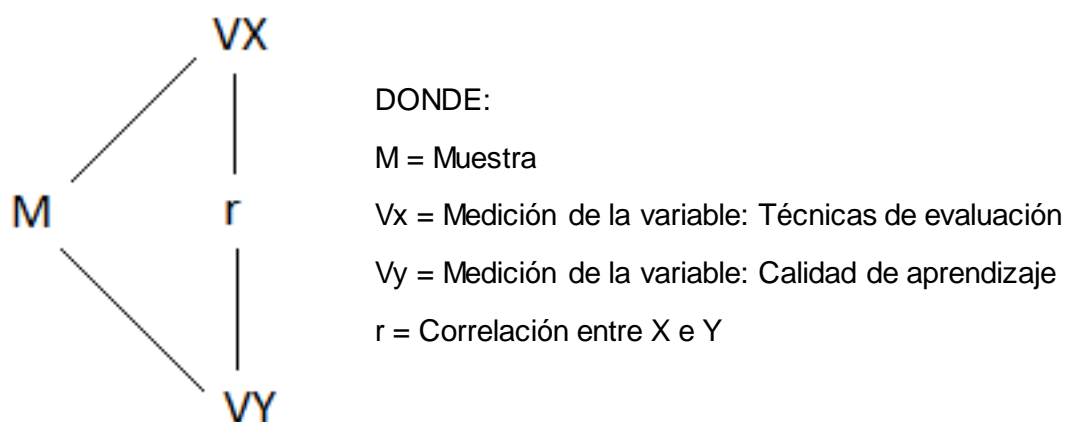 VX
DONDE:
M = Muestra
M
r
Vx = Medición de la variable: Técnicas de evaluación
Vy = Medición de la variable: Calidad de aprendizaje
r = Correlación entre X e Y
VY